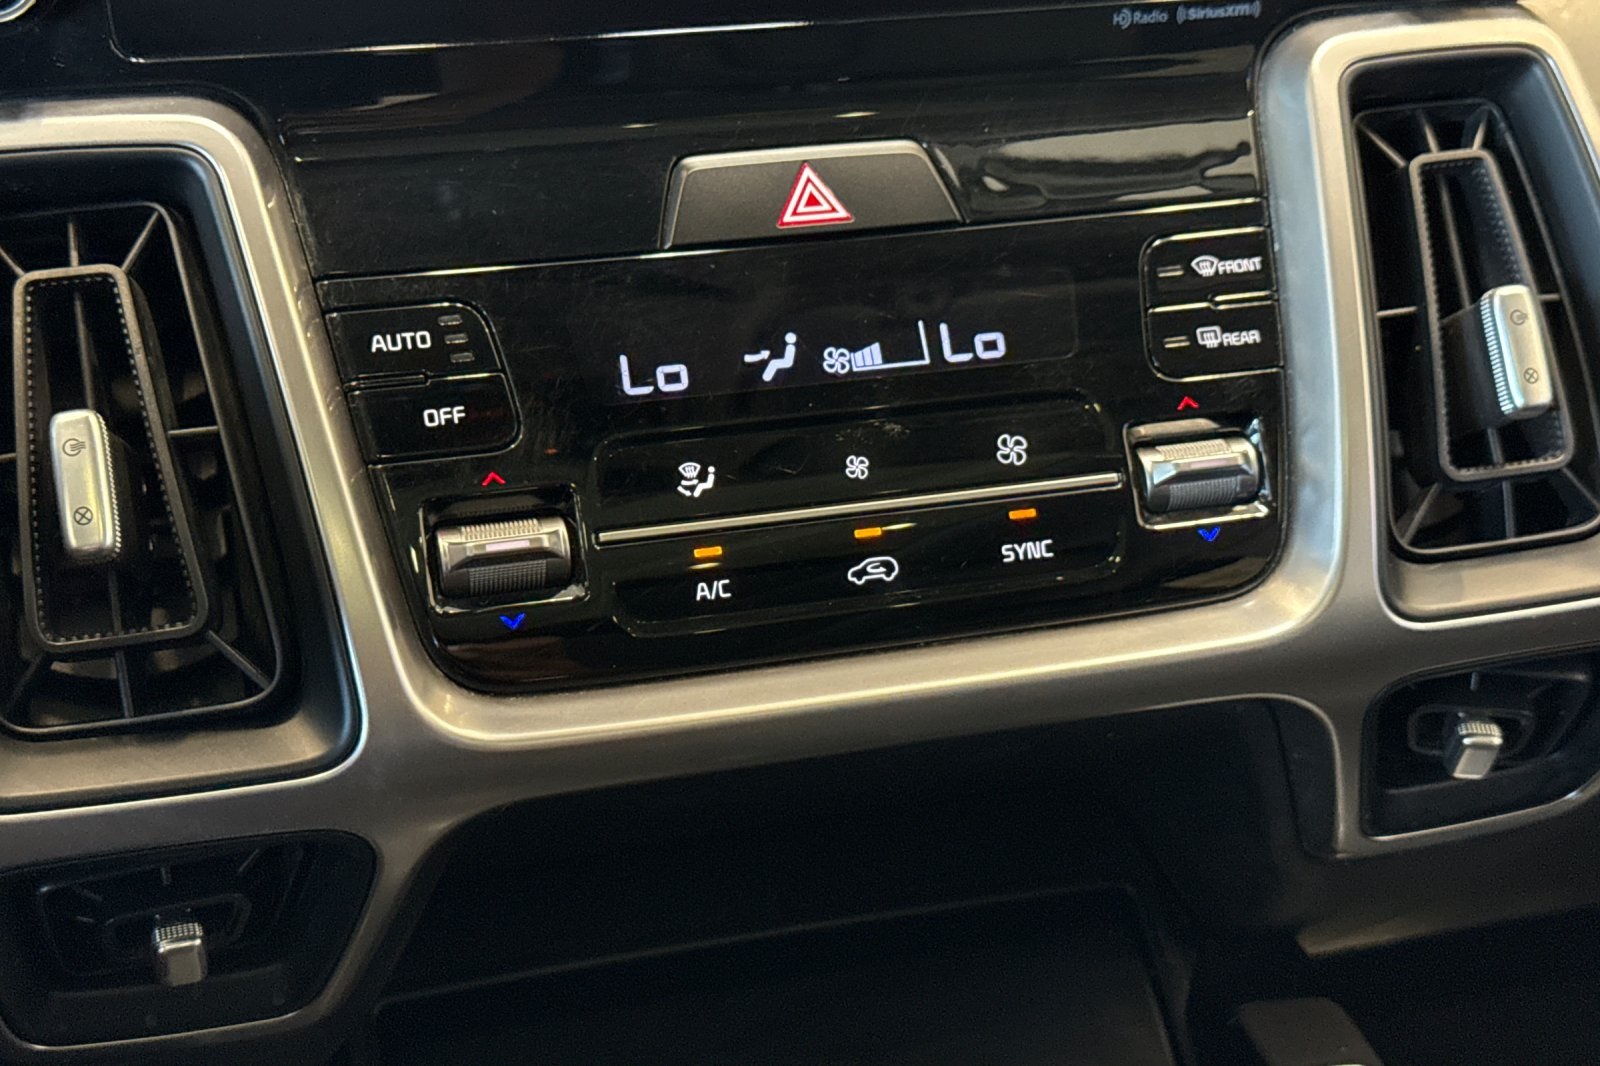 HD Radio ((SiriusXM))
FRONT
AUTO
REAR
Lo Lo
OFF
A/C
SYNC